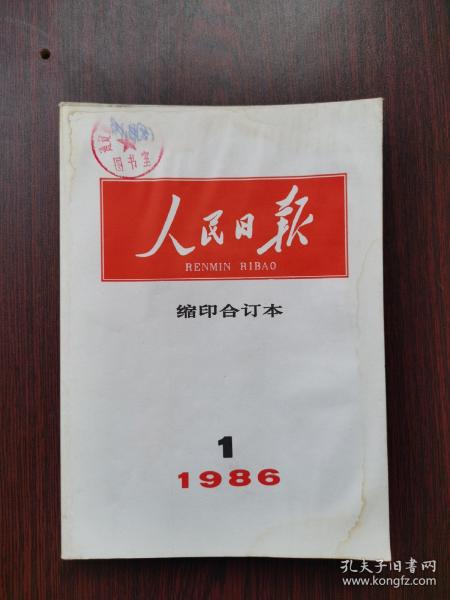 图书室
人民日报
RENMIN RIBAO
缩印合订本
1
1986
孔夫子旧书网
www.kongfz.com